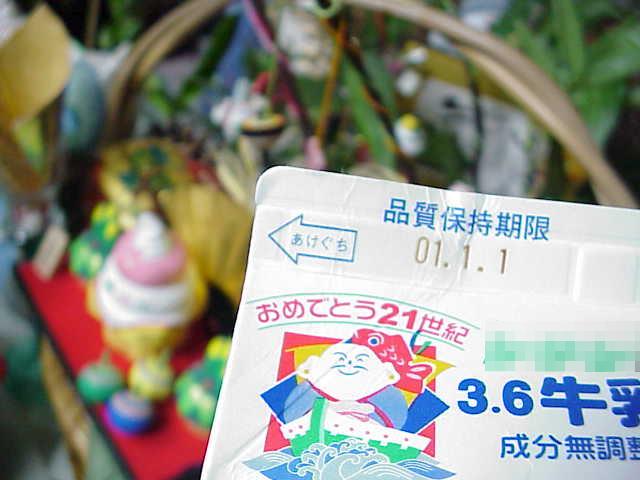 品質保持期限
あけぐち
01.1.1
おめでとう21世紀
3.6牛乳
成分無調整